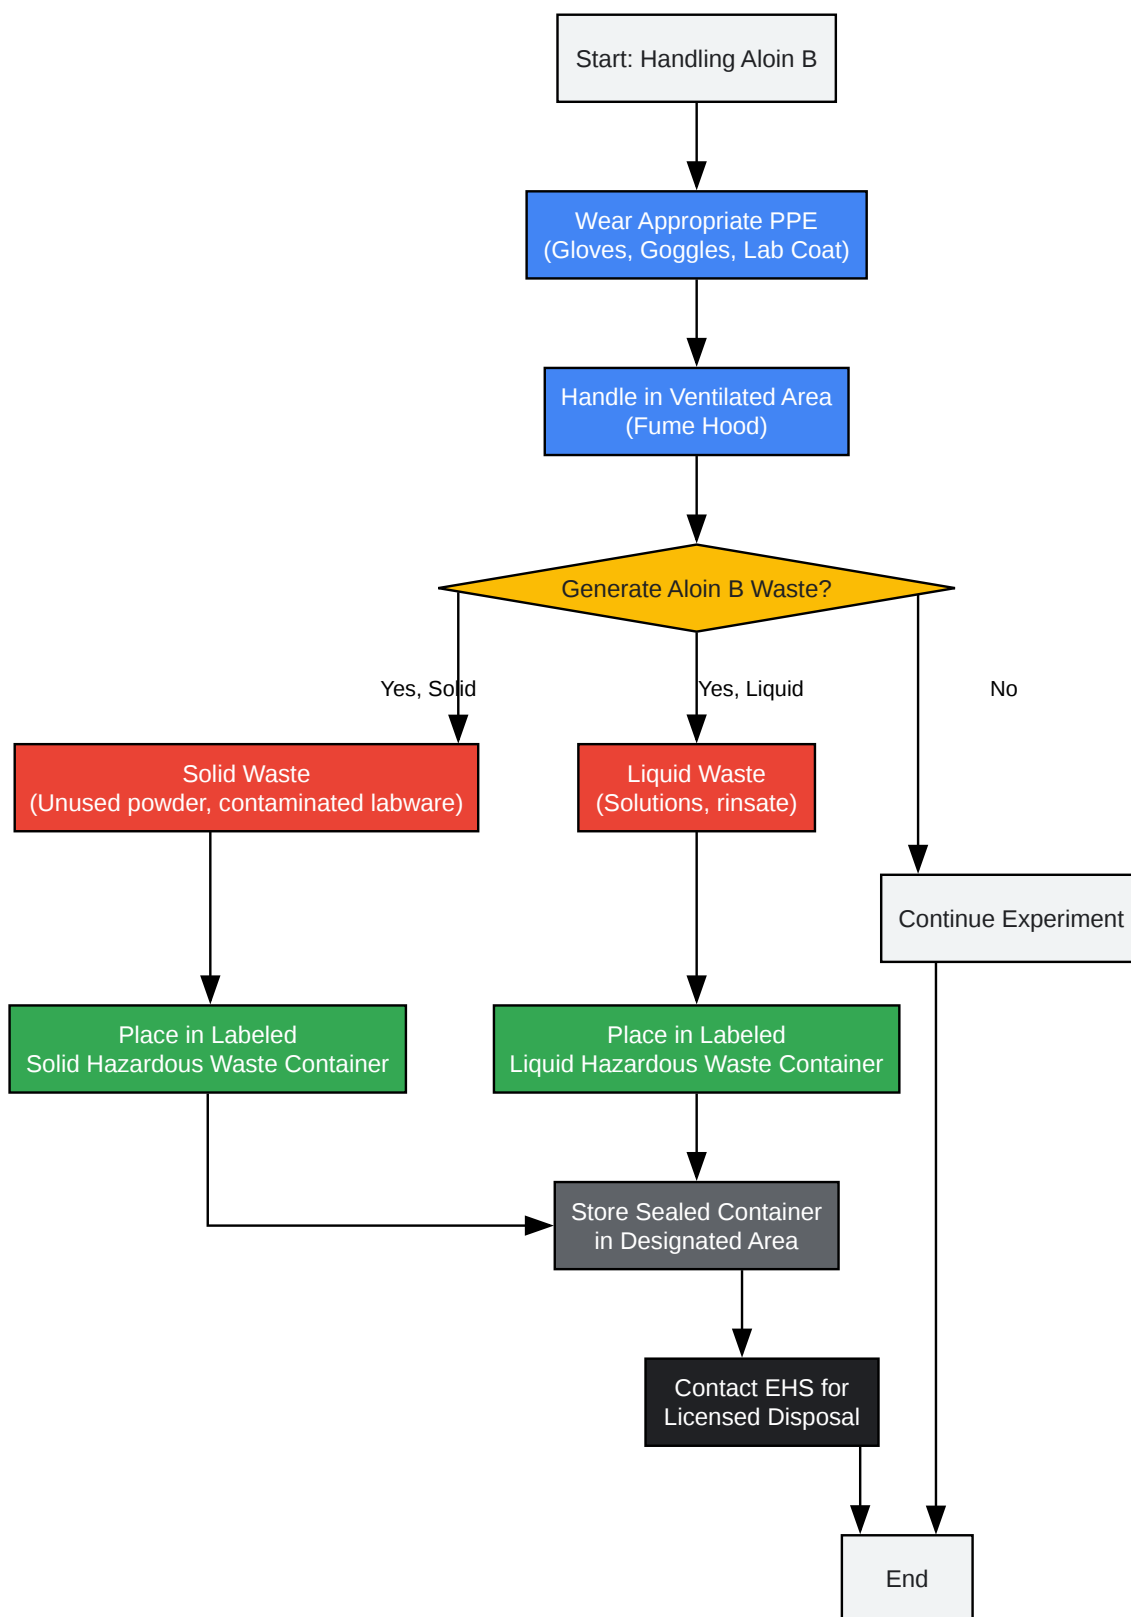 Start: Handling Aloin B
Wear Appropriate PPE
(Gloves, Goggles, Lab Coat)
Handle in Ventilated Area
(Fume Hood)
Generate Aloin B Waste?
Yes, Solid
Yes, Liquid
No
Solid Waste
(Unused powder, contaminated labware)
Liquid Waste
(Solutions, rinsate)
Continue Experiment
Place in Labeled
Solid Hazardous Waste Container
Place in Labeled
Liquid Hazardous Waste Container
Store Sealed Container
in Designated Area
Contact EHS for
Licensed Disposal
End